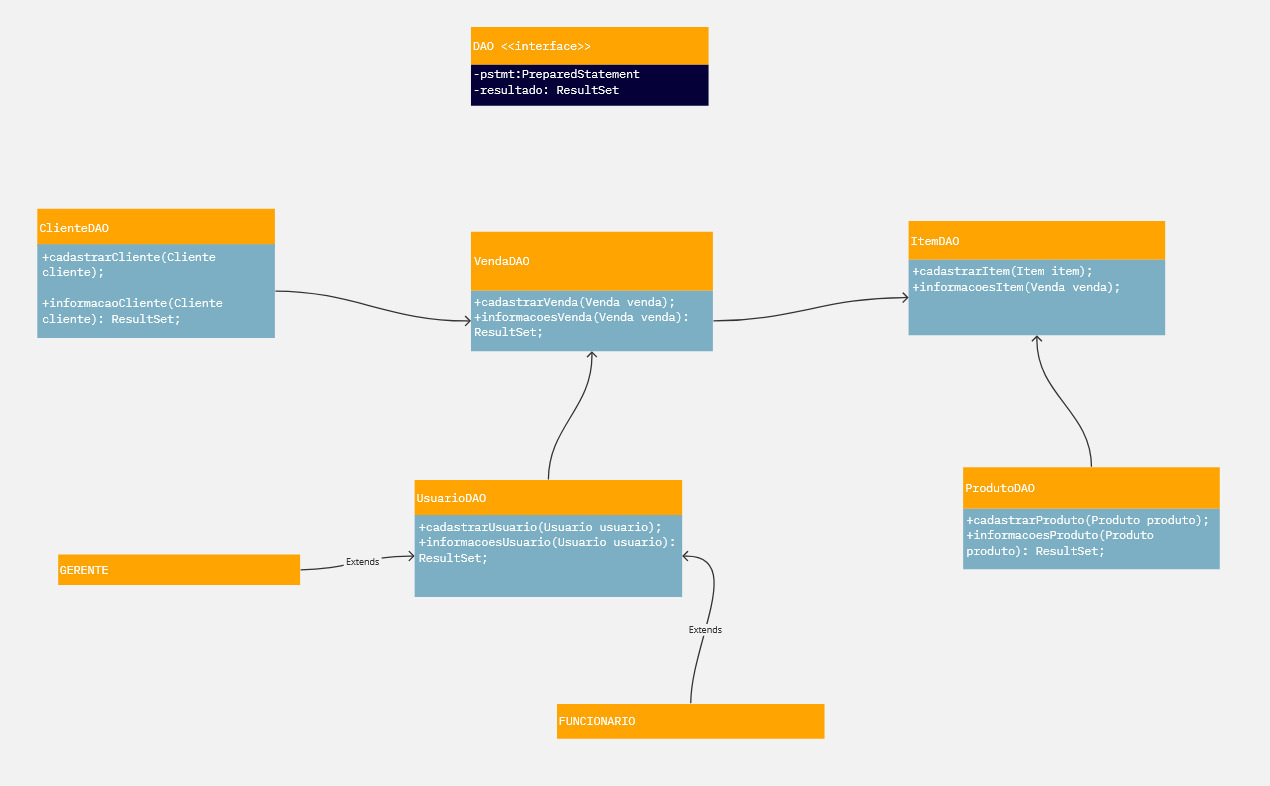 DAO <<interface>>
-pstmt:PreparedStatement
-resultado: ResultSet
ClienteDAO
+cadastrarCliente(Cliente
cliente);
+informacaoCliente(Cliente
cliente): ResultSet;
VendaDAO
+cadastrarVenda(Venda venda);
+informacoesVenda(Venda venda):
ResultSet;
ItemDAO
+cadastrarItem(Item item);
+informacoesItem(Venda venda);
UsuarioDAO
+cadastrarUsuario(Usuario usuario);
+informacoesUsuario(Usuario usuario):
ResultSet;
ProdutoDAO
+cadastrarProduto(Produto produto);
+informacoesProduto(Produto
produto): ResultSet;
GERENTE
Extends
Extends
FUNCIONARIO